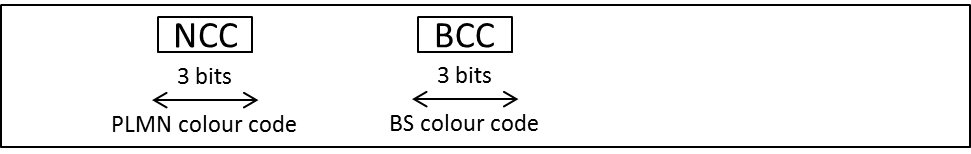 NCC BCC
3 bits 3 bits
PLMN colour code BS colour code